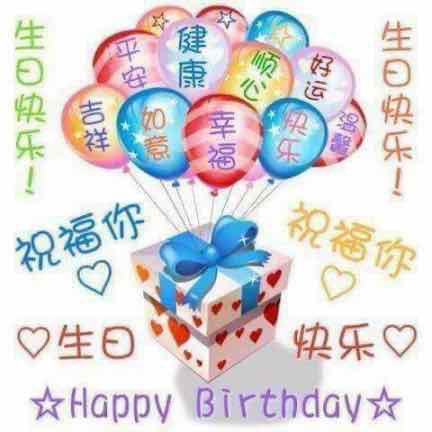 生日快乐！
生日快乐！
平安
健康
顺心
好运
吉祥
如意
幸福
快乐
温馨
祝福你♡
祝福你♡
♡生日 快乐♡
☆Happy Birthday☆